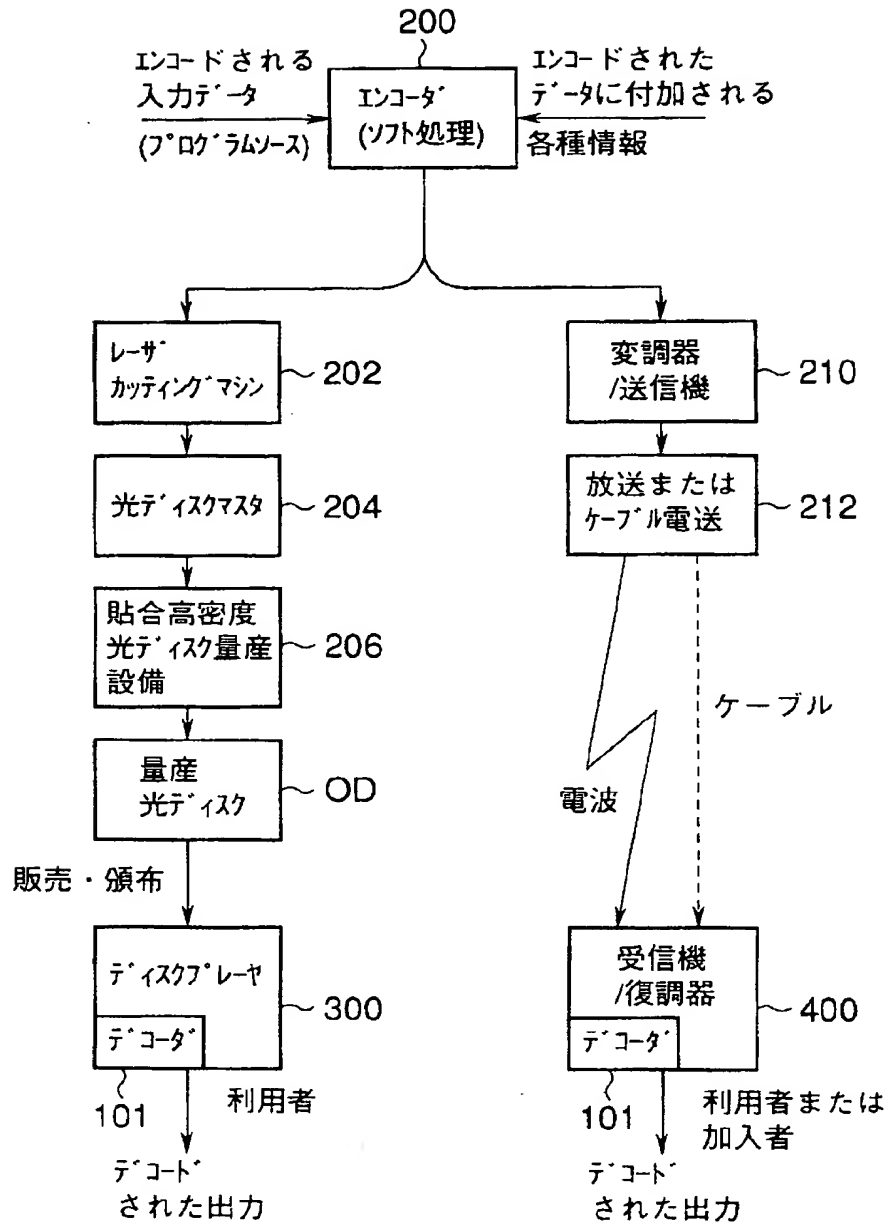 200
エンコードされる
入力データ
(プログラムソース)
エンコーダ
(ソフト処理)
エンコードされた
データに付加される
各種情報
レーザ
カッティングマシン
202
光ディスクマスタ
204
貼合高密度
光ディスク量産
設備
206
量産
光ディスク
OD
販売・頒布
ディスクプレーヤ
デコーダ
300
101
利用者
デコード
された出力
変調器
/送信機
210
放送または
ケーブル電送
212
ケーブル
電波
受信機
/復調器
デコーダ
400
101
利用者または
加入者
デコード
された出力